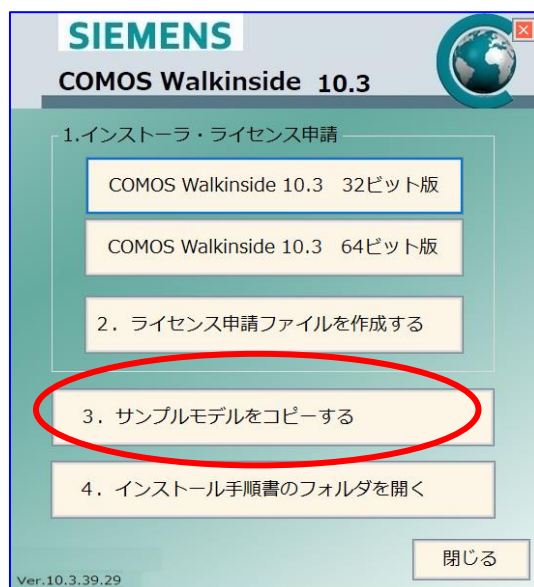 SIEMENS
COMOS Walkinside 10.3
1.インストーラ・ライセンス申請
COMOS Walkinside 10.3 32ビット版
COMOS Walkinside 10.3 64ビット版
2．ライセンス申請ファイルを作成する
3．サンプルモデルをコピーする
4．インストール手順書のフォルダを開く
閉じる
Ver.10.3.39.29